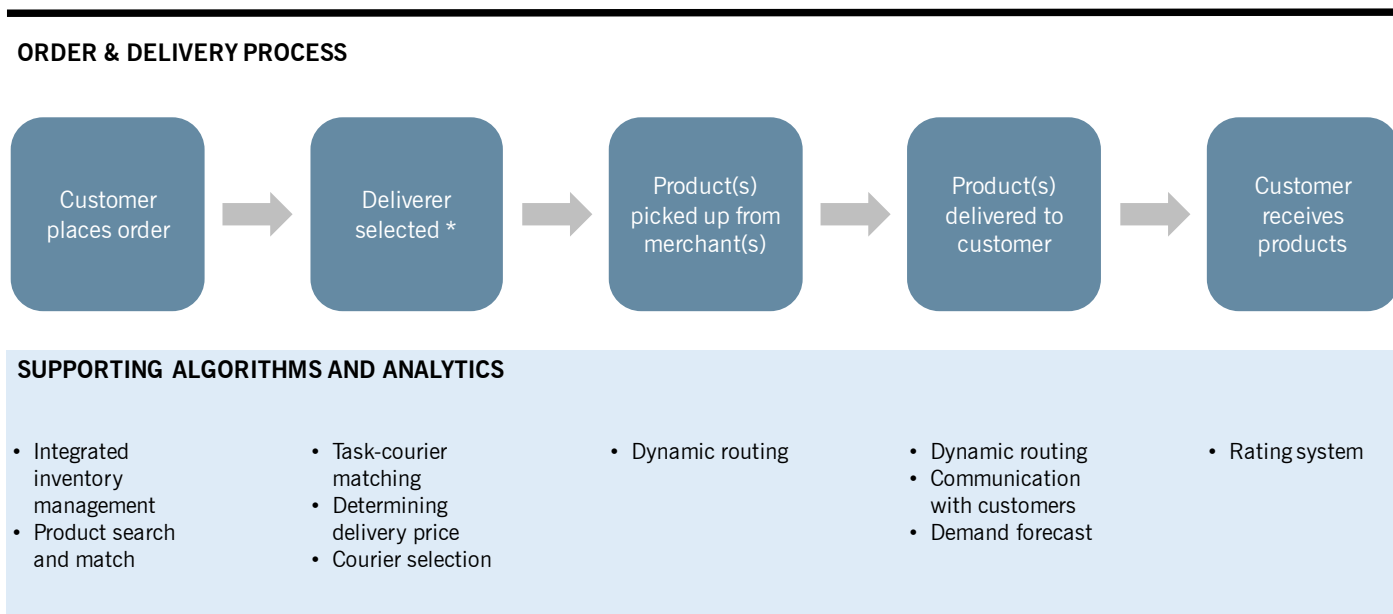 ORDER & DELIVERY PROCESS
Customer
places order
Deliverer
selected *
Product(s)
picked up from
merchant(s)
Product(s)
delivered to
customer
Customer
receives
products
SUPPORTING ALGORITHMS AND ANALYTICS
• Integrated
inventory
management
• Product search
and match
• Task-courier
matching
• Determining
delivery price
• Courier selection
• Dynamic routing
• Dynamic routing
• Communication
with customers
• Demand forecast
• Rating system